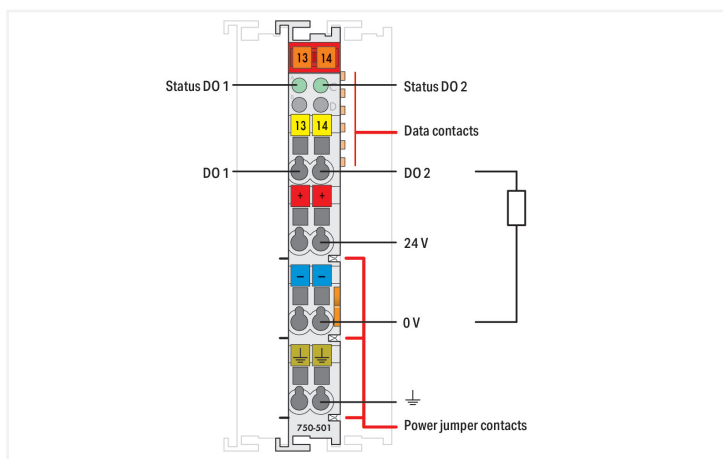 13 14
Status DO 1
Status DO 2
C
D
13 14
Data contacts
DO 1
DO 2
+ +
24 V
− −
0 V
Power jumper contacts
750-501